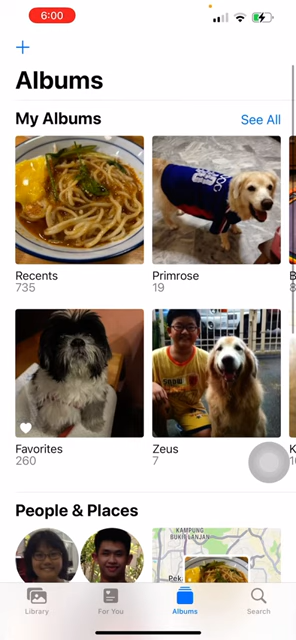 6:00
Albums
My Albums
See All
Recents
735
Primrose
19
B
Favorites
260
Zeus
7
K
People & Places
KAMPUNG
BUKIT LANJAN
Library
For You
Albums
Search